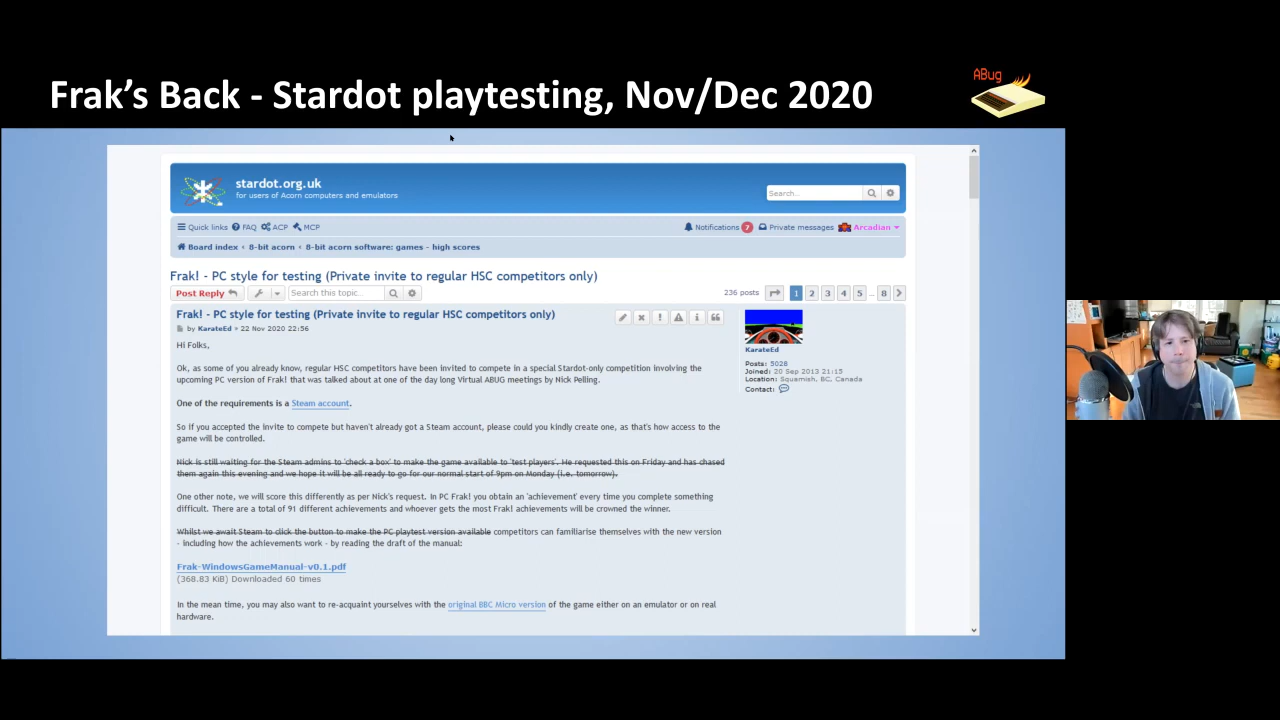 Frak's Back - Stardot playtesting, Nov/Dec 2020
ABug
stardot.org.uk
for users of Acorn computers and emulators
Search...
Quick links FAQ ACP MCP
Notifications 7 Private messages Arcadian
Board index ‹ 8-bit acorn ‹ 8-bit acorn software: games - high scores
Frak! - PC style for testing (Private invite to regular HSC competitors only)
Post Reply Search this topic... 236 posts 1 2 3 4 5 ... 8
Frak! - PC style for testing (Private invite to regular HSC competitors only)
by KarateEd » 22 Nov 2020 22:56
Hi Folks,
Ok, as some of you already know, regular HSC competitors have been invited to compete in a special Stardot-only competition involving the
upcoming PC version of Frak! that was talked about at one of the day long Virtual ABUG meetings by Nick Pelling.
One of the requirements is a Steam account.
So if you accepted the invite to compete but haven't already got a Steam account, please could you kindly create one, as that's how access to the
game will be controlled.
Nick is still waiting for the Steam admins to 'check a box' to make the game available to 'test players'. He requested this on Friday and has chased
them again this evening and we hope it will be all ready to go for our normal start of 9pm on Monday (i.e. tomorrow).
One other note, we will score this differently as per Nick's request. In PC Frak! you obtain an 'achievement' every time you complete something
difficult. There are a total of 91 different achievements and whoever gets the most Frak! achievements will be crowned the winner.
Whilst we await Steam to click the button to make the PC playtest version available competitors can familiarise themselves with the new version
- including how the achievements work - by reading the draft of the manual:
Frak-WindowsGameManual-v0.1.pdf
(368.83 KiB) Downloaded 60 times
In the mean time, you may also want to re-acquaint yourselves with the original BBC Micro version of the game either on an emulator or on real
hardware.
KarateEd
Posts: 5028
Joined: 20 Sep 2013 21:15
Location: Squamish, BC, Canada
Contact: